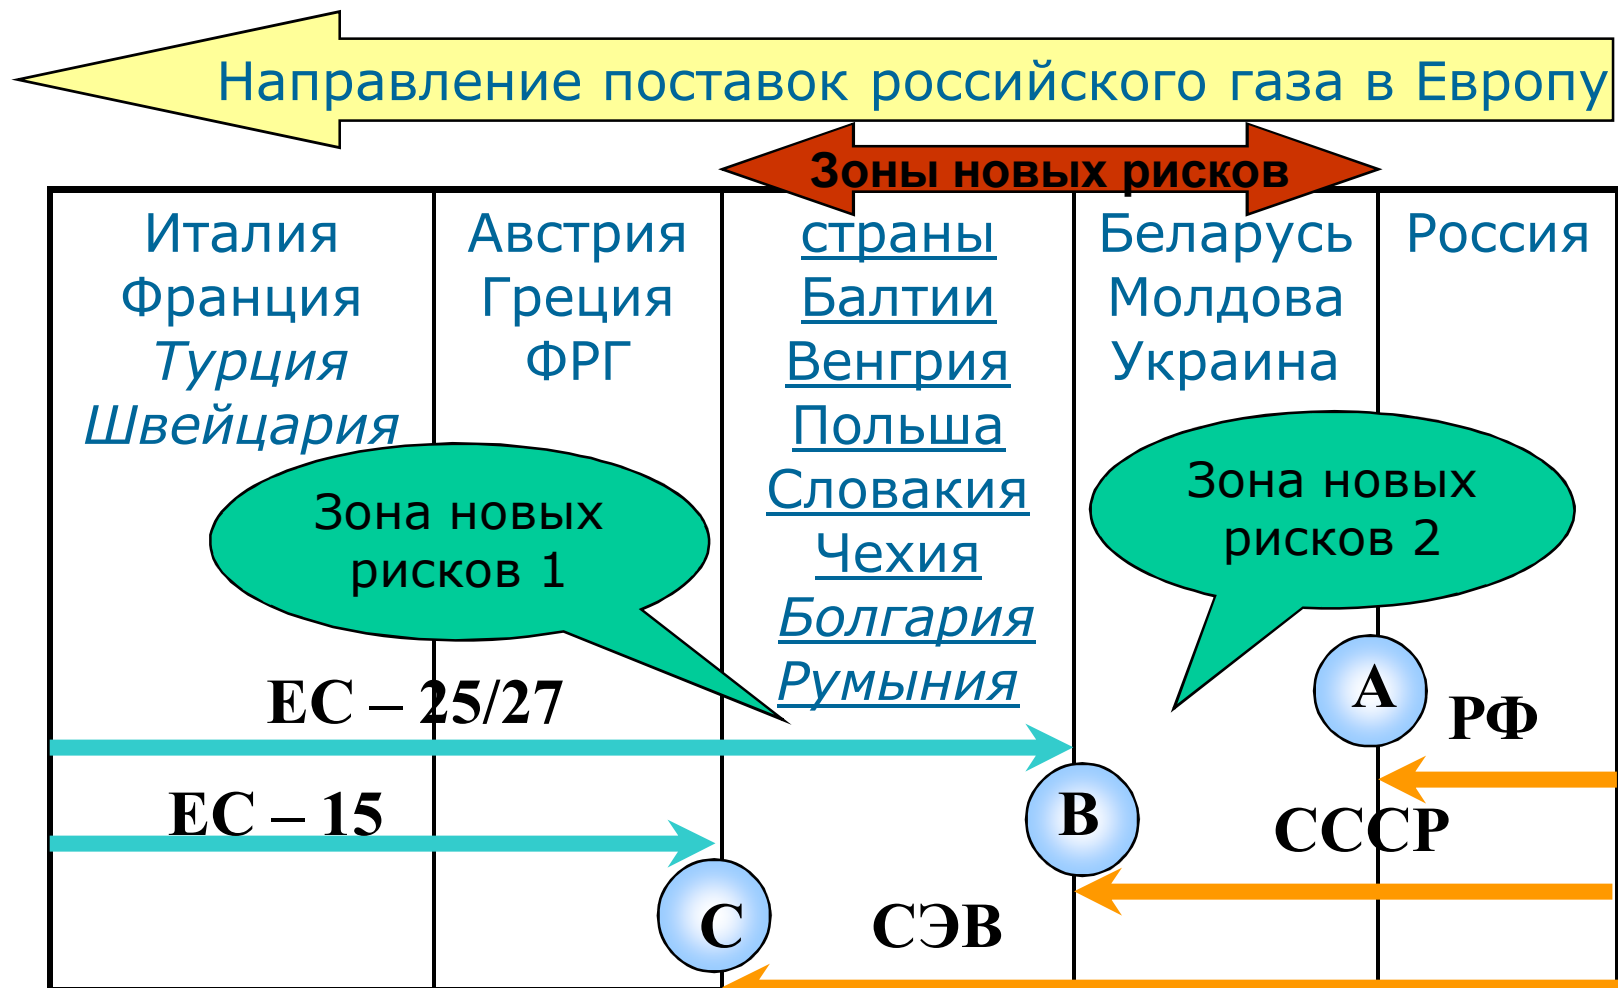 Направление поставок российского газа в Европу
Зоны новых рисков
Италия
Франция
Турция
Швейцария
Австрия
Греция
ФРГ
страны
Балтии
Венгрия
Польша
Словакия
Чехия
Болгария
Румыния
Беларусь
Молдова
Украина
Россия
Зона новых
рисков 1
Зона новых
рисков 2
ЕС – 25/27
А
РФ
ЕС – 15
В
СССР
С
СЭВ